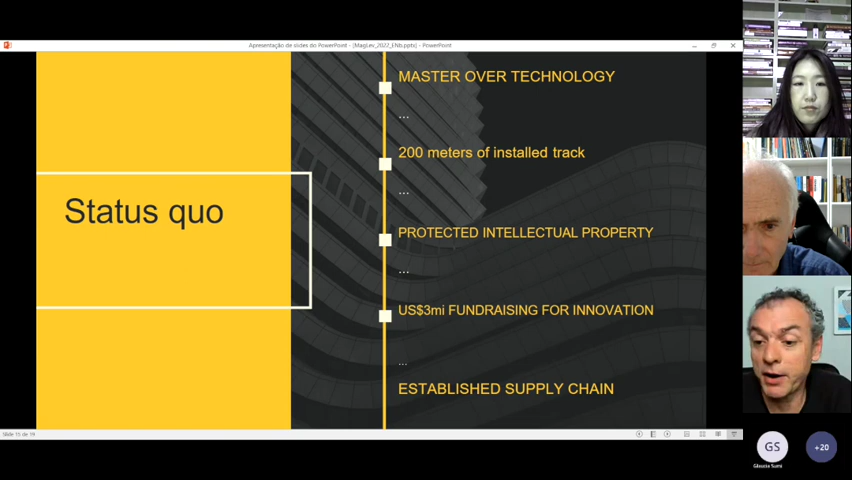 Apresentação de slides do PowerPoint - [MagLev_2022_ENb.pptx] - PowerPoint
MASTER OVER TECHNOLOGY
...
200 meters of installed track
...
Status quo
PROTECTED INTELLECTUAL PROPERTY
...
US$3mi FUNDRAISING FOR INNOVATION
...
ESTABLISHED SUPPLY CHAIN
Slide 15 de 19
GS
+20
Glaucia Sumi